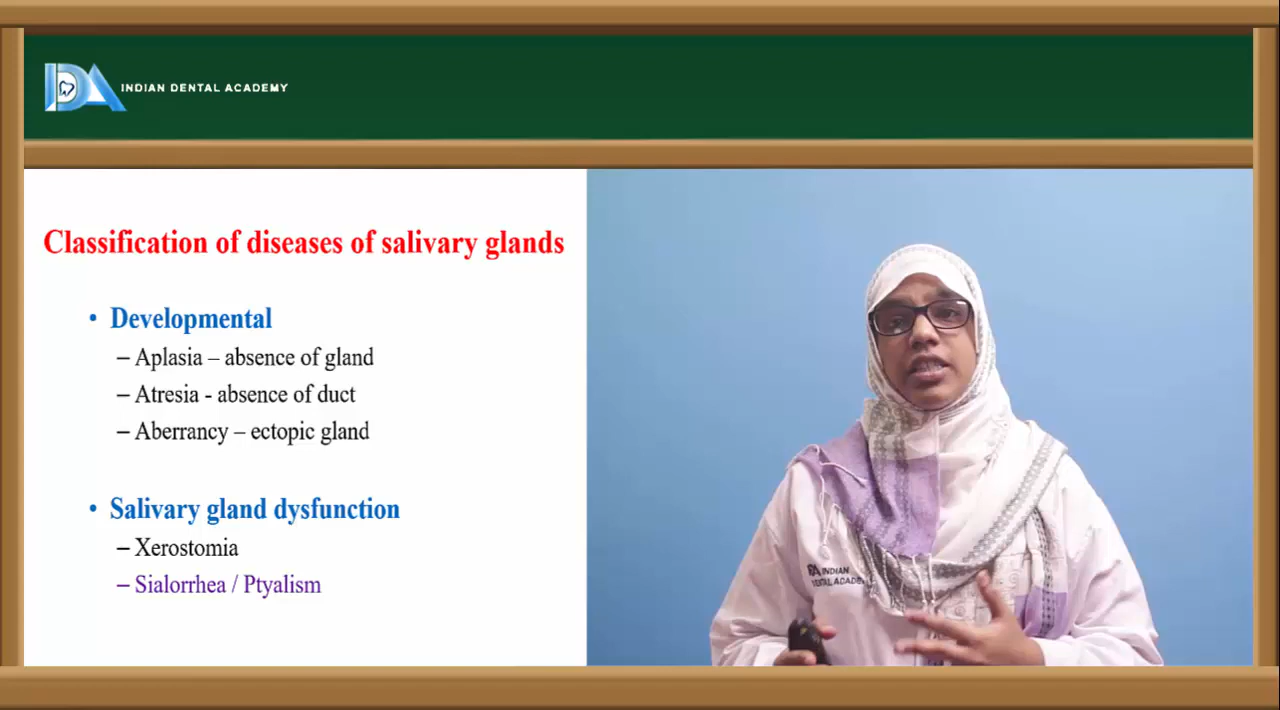 INDIAN DENTAL ACADEMY
Classification of diseases of salivary glands
• Developmental
– Aplasia – absence of gland
– Atresia - absence of duct
– Aberrancy – ectopic gland
• Salivary gland dysfunction
– Xerostomia
– Sialorrhea / Ptyalism
INDIAN